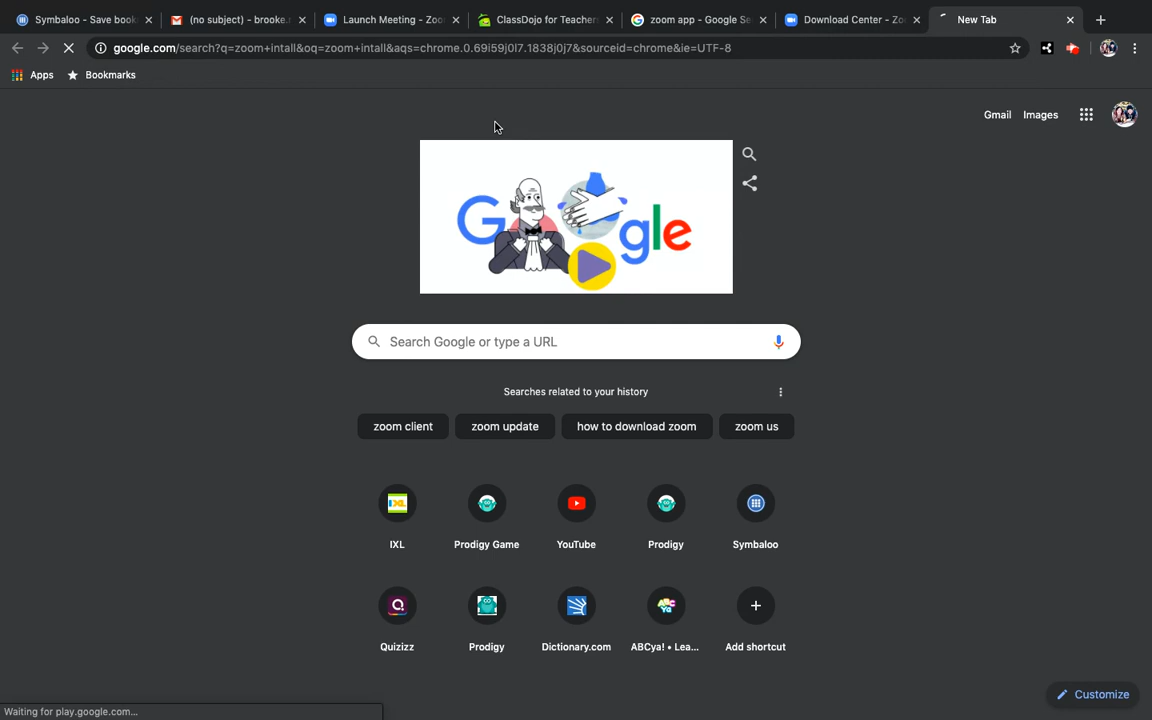 Symbaloo - Save book
(no subject) - brooke.r
Launch Meeting - Zoo
ClassDojo for Teacher
zoom app - Google Se
Download Center - Zo
New Tab
google.com/search?q=zoom+intall&oq=zoom+intall&aqs=chrome.0.69i59j0l7.1838j0j7&sourceid=chrome&ie=UTF-8
Apps
Bookmarks
Gmail
Images
Google
Search Google or type a URL
Searches related to your history
zoom client
zoom update
how to download zoom
zoom us
IXL
IXL
Prodigy Game
YouTube
Prodigy
Symbaloo
Quizizz
Prodigy
Dictionary.com
ABCya! • Lea...
Add shortcut
Customize
Waiting for play.google.com...